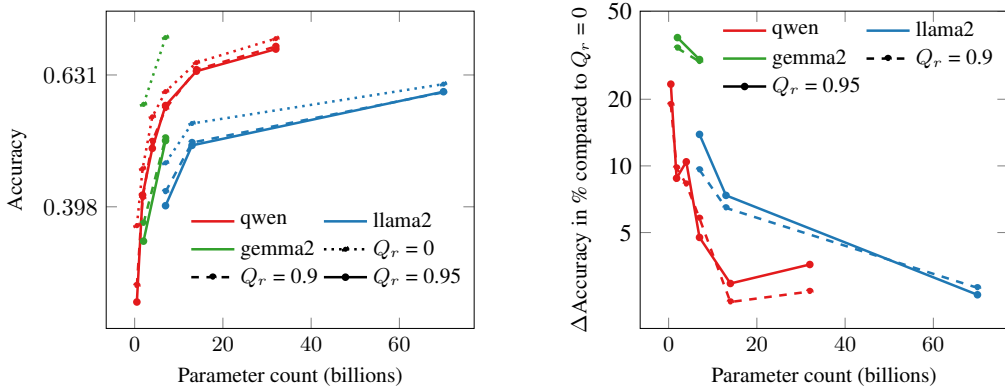 0.631
0.398
Accuracy
qwen
llama2
gemma2
Q_r = 0
Q_r = 0.9
Q_r = 0.95
0 20 40 60
Parameter count (billions)
50
20
10
5
ΔAccuracy in % compared to Q_r = 0
qwen
llama2
gemma2
Q_r = 0.9
Q_r = 0.95
0 20 40 60
Parameter count (billions)